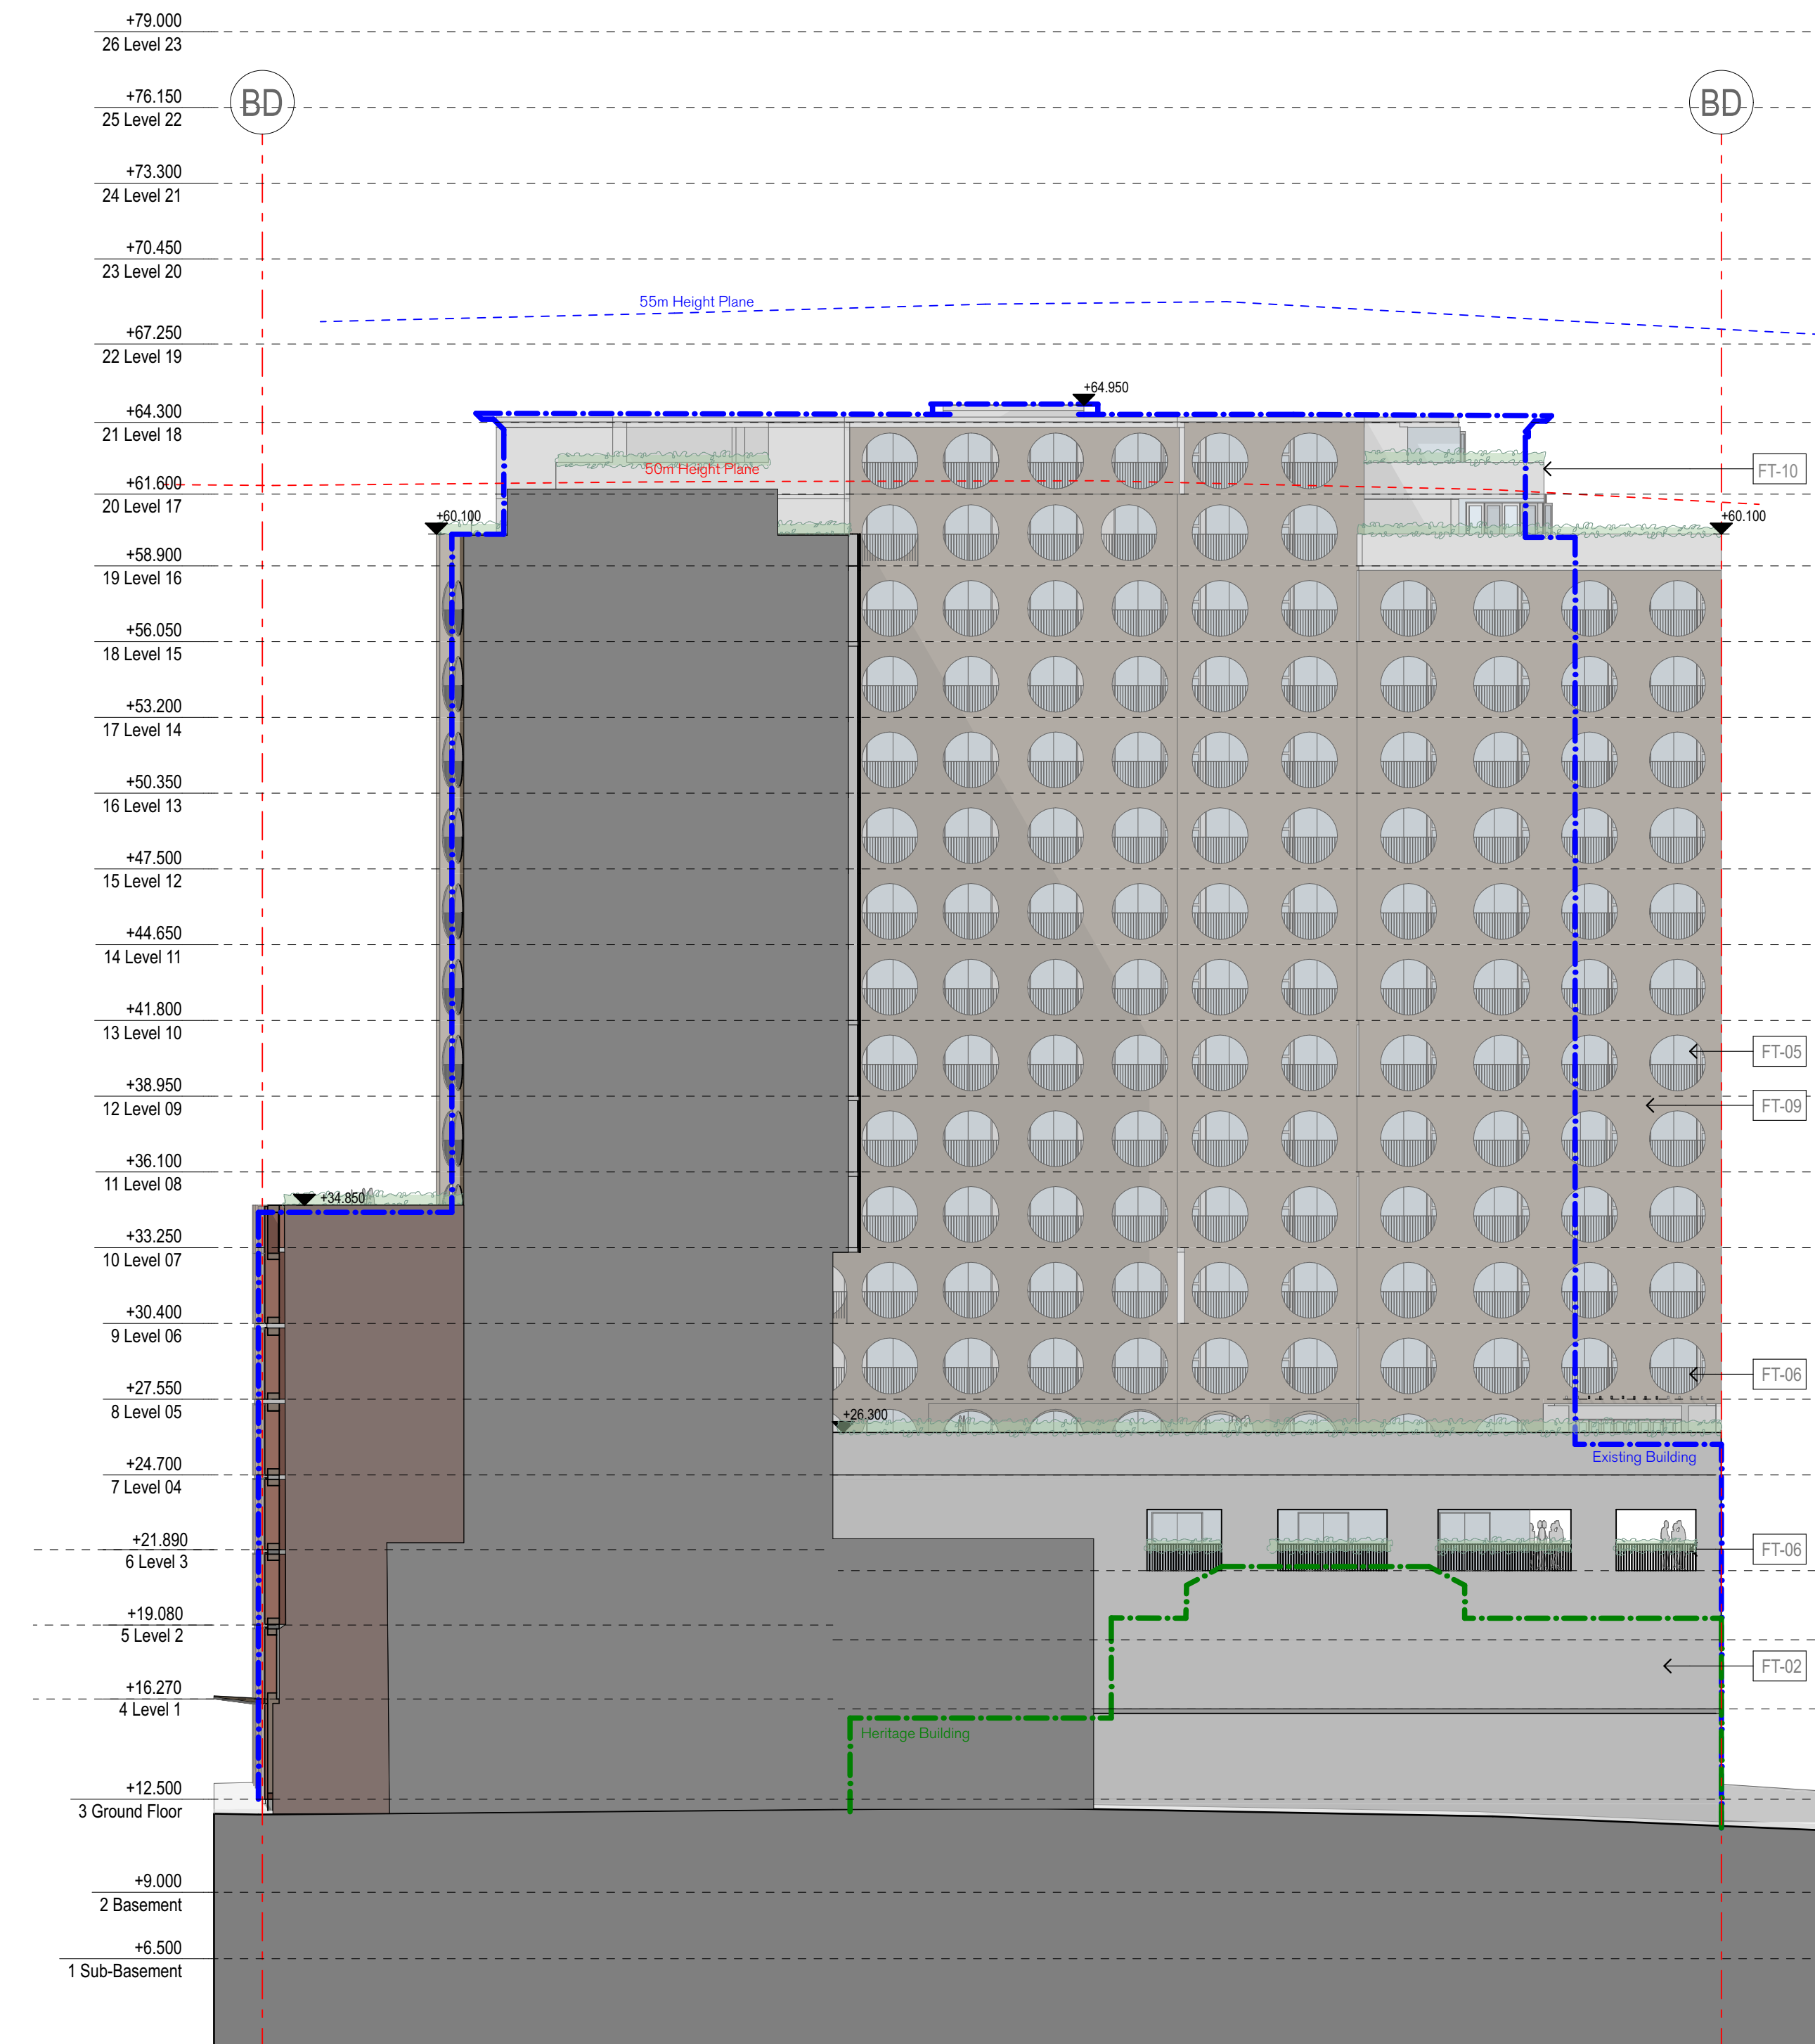 +79.000
26 Level 23
BD
BD
+76.150
25 Level 22
+73.300
24 Level 21
+70.450
23 Level 20
55m Height Plane
+67.250
22 Level 19
+64.950
+64.300
21 Level 18
50m Height Plane
FT-10
+61.600
20 Level 17
+60.100
+60.100
+58.900
19 Level 16
+56.050
18 Level 15
+53.200
17 Level 14
+50.350
16 Level 13
+47.500
15 Level 12
+44.650
14 Level 11
+41.800
13 Level 10
FT-05
+38.950
12 Level 09
FT-09
+36.100
11 Level 08
+34.850
+33.250
10 Level 07
+30.400
9 Level 06
FT-06
+27.550
8 Level 05
+26.300
Existing Building
+24.700
7 Level 04
+21.890
6 Level 3
FT-06
+19.080
5 Level 2
FT-02
+16.270
4 Level 1
Heritage Building
+12.500
3 Ground Floor
+9.000
2 Basement
+6.500
1 Sub-Basement